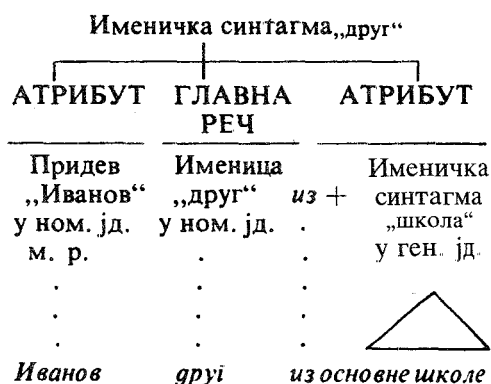 Именичка синтагма „друг“
АТРИБУТ ГЛАВНА АТРИБУТ
РЕЧ
Придев Именица Именичка
„Иванов“ „друг“ из + синтагма
у ном. јд. у ном. јд. „школа“
м. р. у ген. јд.
Иванов друг из основне школе